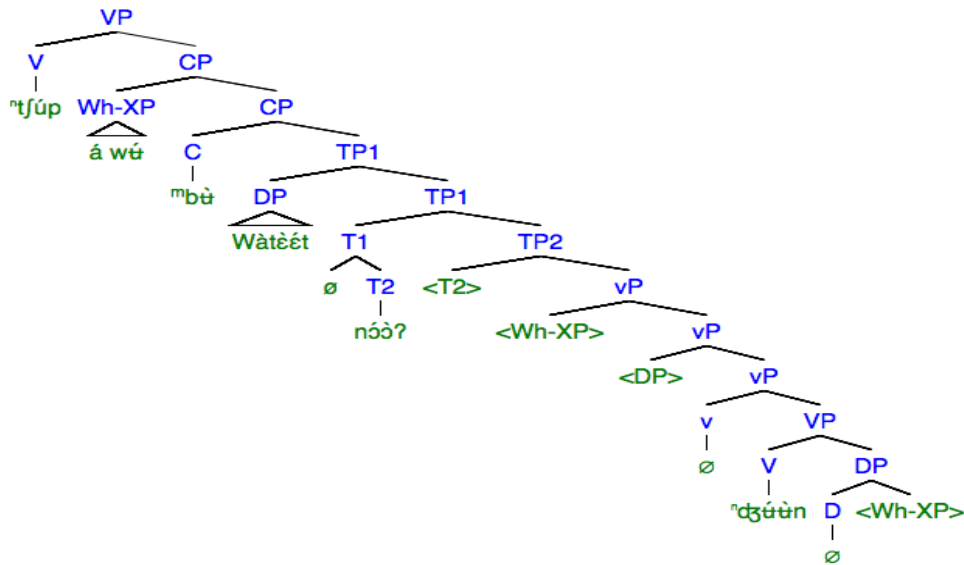 VP
V CP
ⁿtʃúp Wh-XP CP
á wʉ́ C TP1
ᵐbʉ̀ DP TP1
Wàtɛ̀ɛ́t T1 TP2
ø T2 <T2> vP
nɔ́ɔ̀ʔ <Wh-XP> vP
<DP> vP
v VP
∅ V DP
ⁿdʒʉ́ʉ̀n D <Wh-XP>
∅